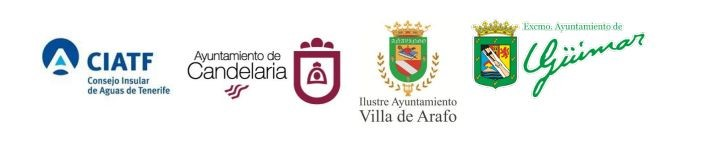 CIATF
Consejo Insular
de Aguas de Tenerife
Ayuntamiento de
Candelaria
Ilustre Ayuntamiento
Villa de Arafo
Excmo. Ayuntamiento de
Güímar